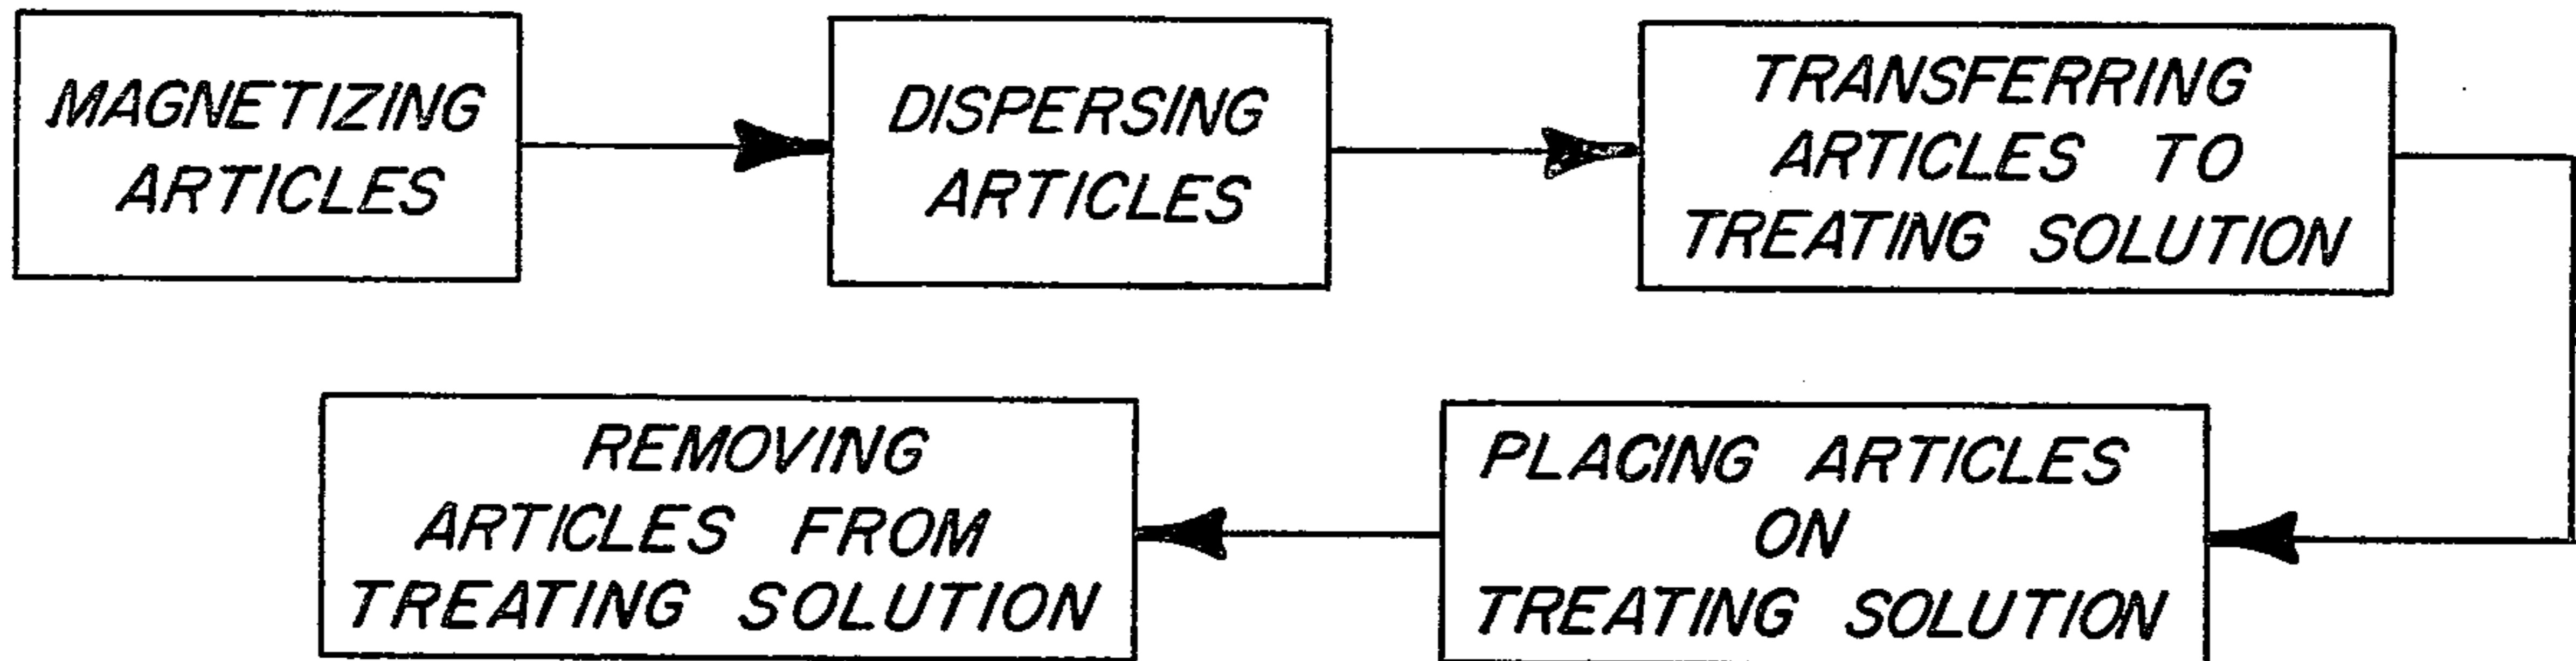 MAGNETIZING
ARTICLES
DISPERSING
ARTICLES
TRANSFERRING
ARTICLES TO
TREATING SOLUTION
PLACING ARTICLES
ON
TREATING SOLUTION
REMOVING
ARTICLES FROM
TREATING SOLUTION